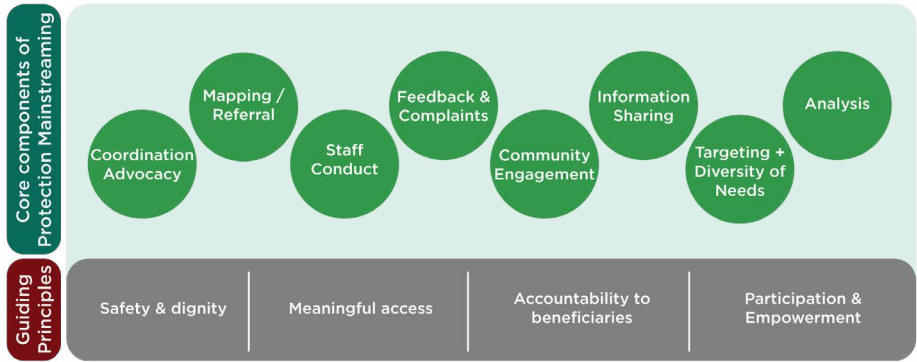 Core components of
Protection Mainstreaming
Coordination
Advocacy
Mapping /
Referral
Staff
Conduct
Feedback &
Complaints
Community
Engagement
Information
Sharing
Targeting +
Diversity of
Needs
Analysis
Guiding
Principles
Safety & dignity
Meaningful access
Accountability to
beneficiaries
Participation &
Empowerment